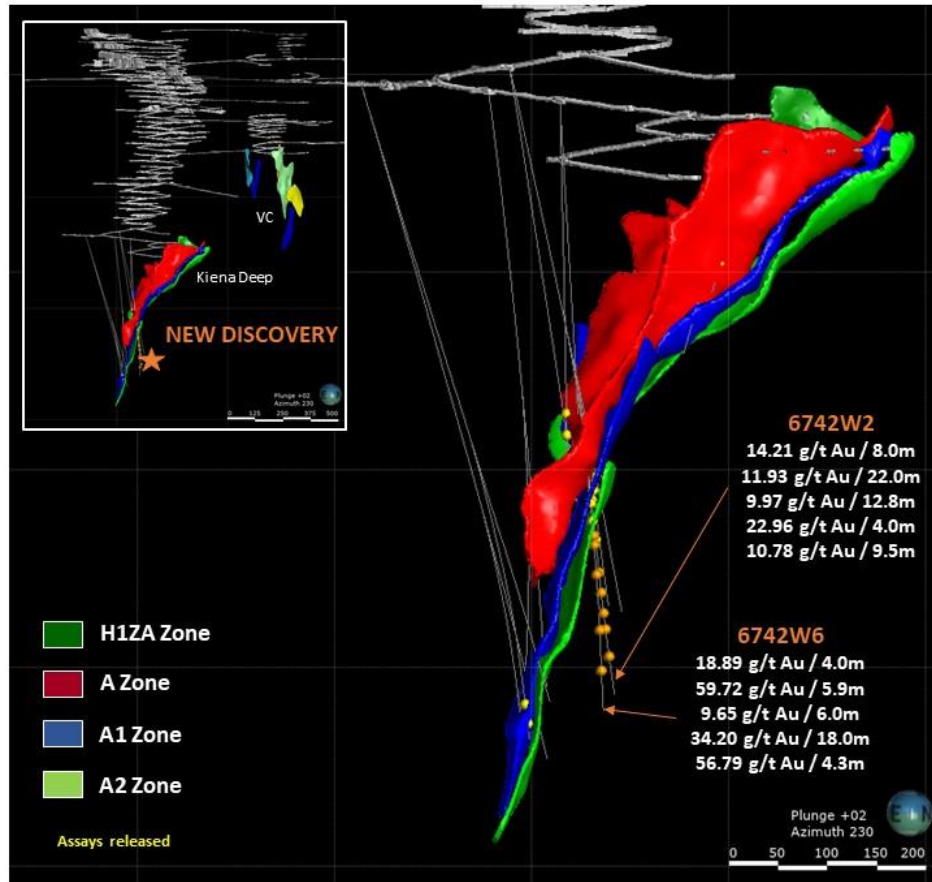 VC
Kiena Deep
NEW DISCOVERY
Plunge +02
Azimuth 230
0 125 250 375 500
6742W2
14.21 g/t Au / 8.0m
11.93 g/t Au / 22.0m
9.97 g/t Au / 12.8m
22.96 g/t Au / 4.0m
10.78 g/t Au / 9.5m
6742W6
18.89 g/t Au / 4.0m
59.72 g/t Au / 5.9m
9.65 g/t Au / 6.0m
34.20 g/t Au / 18.0m
56.79 g/t Au / 4.3m
H1ZA Zone
A Zone
A1 Zone
A2 Zone
Assays released
Plunge +02
Azimuth 230
E N
0 50 100 150 200